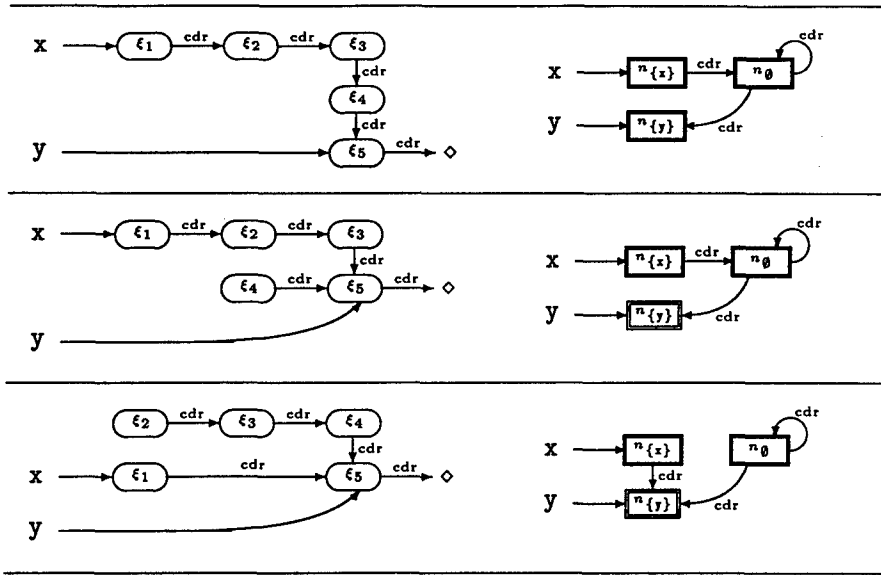 x ξ1 cdr ξ2 cdr ξ3 x n{x} cdr n∅ cdr
cdr
ξ4
cdr
y ξ5 cdr ◇ y n{y} cdr
x ξ1 cdr ξ2 cdr ξ3 x n{x} cdr n∅ cdr
cdr
ξ4 cdr ξ5 cdr ◇
y y n{y} cdr
ξ2 cdr ξ3 cdr ξ4 cdr
cdr
x ξ1 cdr ξ5 cdr ◇ x n{x} n∅
cdr
y y n{y} cdr